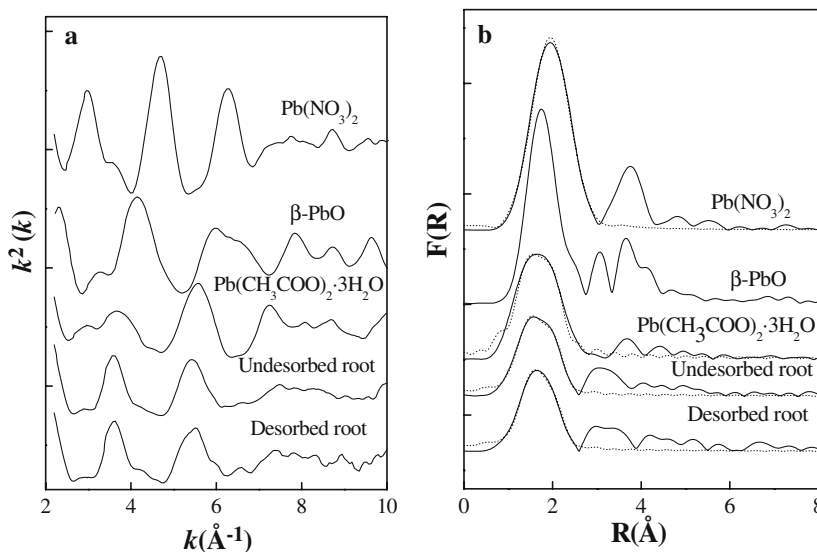 a
Pb(NO3)2
β-PbO
Pb(CH3COO)2·3H2O
Undesorbed root
Desorbed root
k2 (k)
2 4 6 8 10
k(Å-1)
b
Pb(NO3)2
β-PbO
Pb(CH3COO)2·3H2O
Undesorbed root
Desorbed root
F(R)
0 2 4 6 8
R(Å)